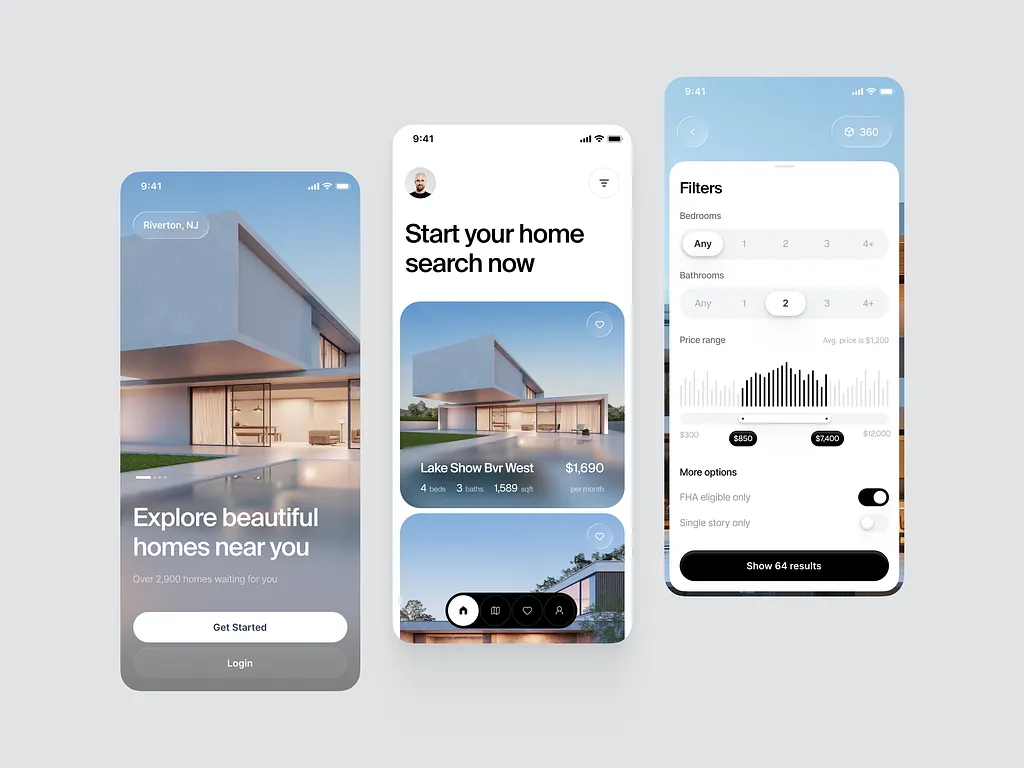 9:41
Riverton, NJ
Explore beautiful
homes near you
Over 2,900 homes waiting for you
Get Started
Login
9:41
Start your home
search now
Lake Show Bvr West $1,690
4 beds 3 baths 1,589 sqft per month
9:41
360
Filters
Bedrooms
Any 1 2 3 4+
Bathrooms
Any 1 2 3 4+
Price range Avg. price is $1,200
$300 $850 $7,400 $12,000
More options
FHA eligible only
Single story only
Show 64 results